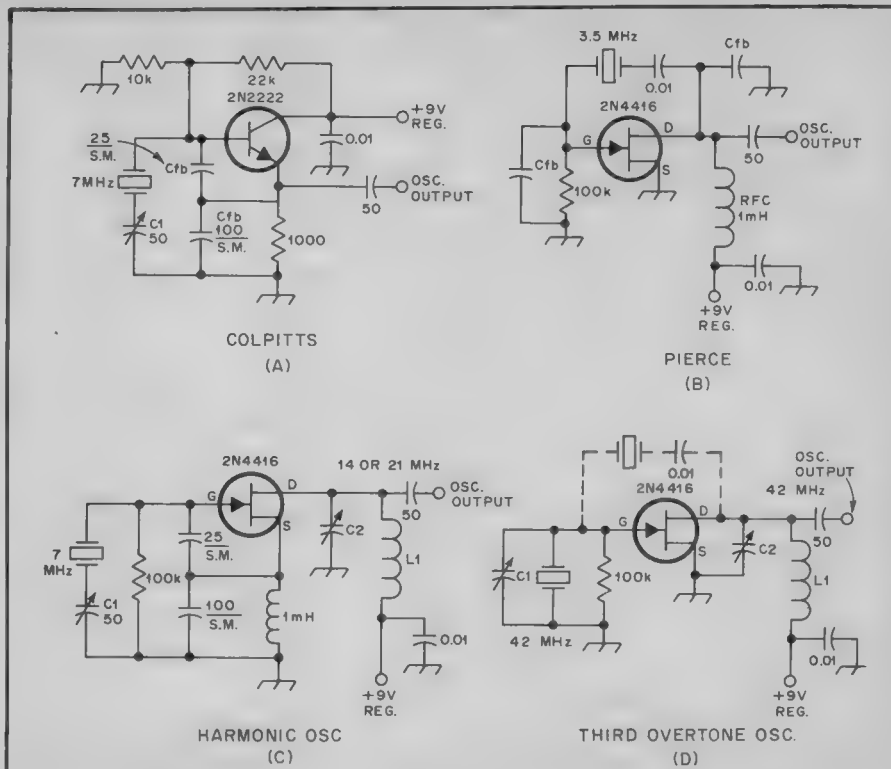 10k
22k
2N2222
+9V
REG.
0.01
25
S.M.
Cfb
7MHz
C1
50
Cfb
100
S.M.
1000
50
OSC.
OUTPUT
COLPITTS
(A)
3.5 MHz
0.01
Cfb
2N4416
G
D
S
Cfb
100k
50
OSC.
OUTPUT
RFC
1mH
0.01
+9V
REG.
PIERCE
(B)
2N4416
14 OR 21 MHz
G
D
S
OSC.
OUTPUT
50
7
MHz
100k
25
S.M.
C2
L1
C1
50
100
S.M.
1mH
0.01
+9V
REG.
HARMONIC OSC
(C)
0.01
2N4416
OSC.
OUTPUT
42 MHz
G
D
S
50
C1
100k
C2
L1
42 MHz
0.01
+9V
REG.
THIRD OVERTONE OSC.
(D)